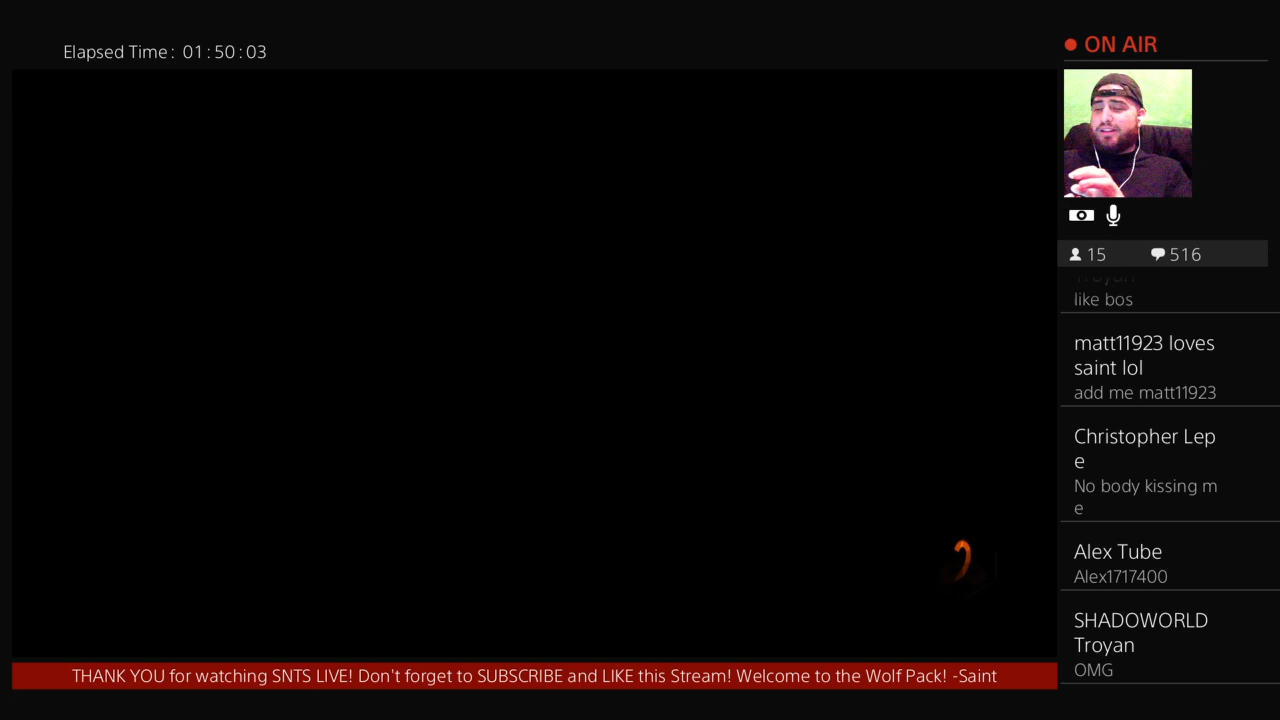 Elapsed Time: 01:50:03
ON AIR
15 516
Troyan
like bos
matt11923 loves
saint lol
add me matt11923
Christopher Lep
e
No body kissing m
e
Alex Tube
Alex1717400
SHADOWORLD
Troyan
OMG
THANK YOU for watching SNTS LIVE! Don't forget to SUBSCRIBE and LIKE this Stream! Welcome to the Wolf Pack! -Saint